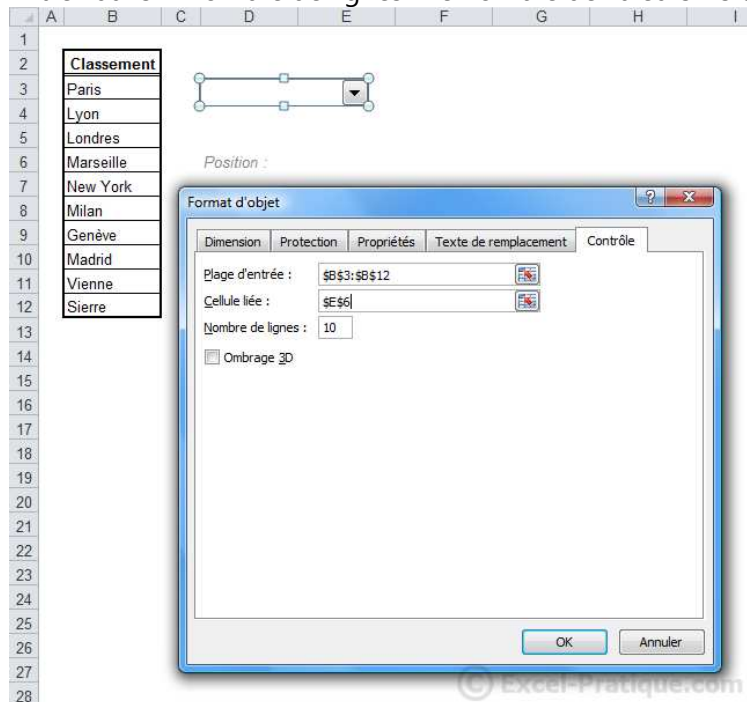 A B C D E F G H I
1
2 Classement
3 Paris
4 Lyon
5 Londres
6 Marseille Position :
7 New York
8 Milan
9 Genève
10 Madrid
11 Vienne
12 Sierre
13
14
15
16
17
18
19
20
21
22
23
24
25
26
27
28
Format d'objet
Dimension Protection Propriétés Texte de remplacement Contrôle
Plage d'entrée : $B$3:$B$12
Cellule liée : $E$6
Nombre de lignes : 10
Ombrage 3D
OK Annuler
© Excel-Pratique.com